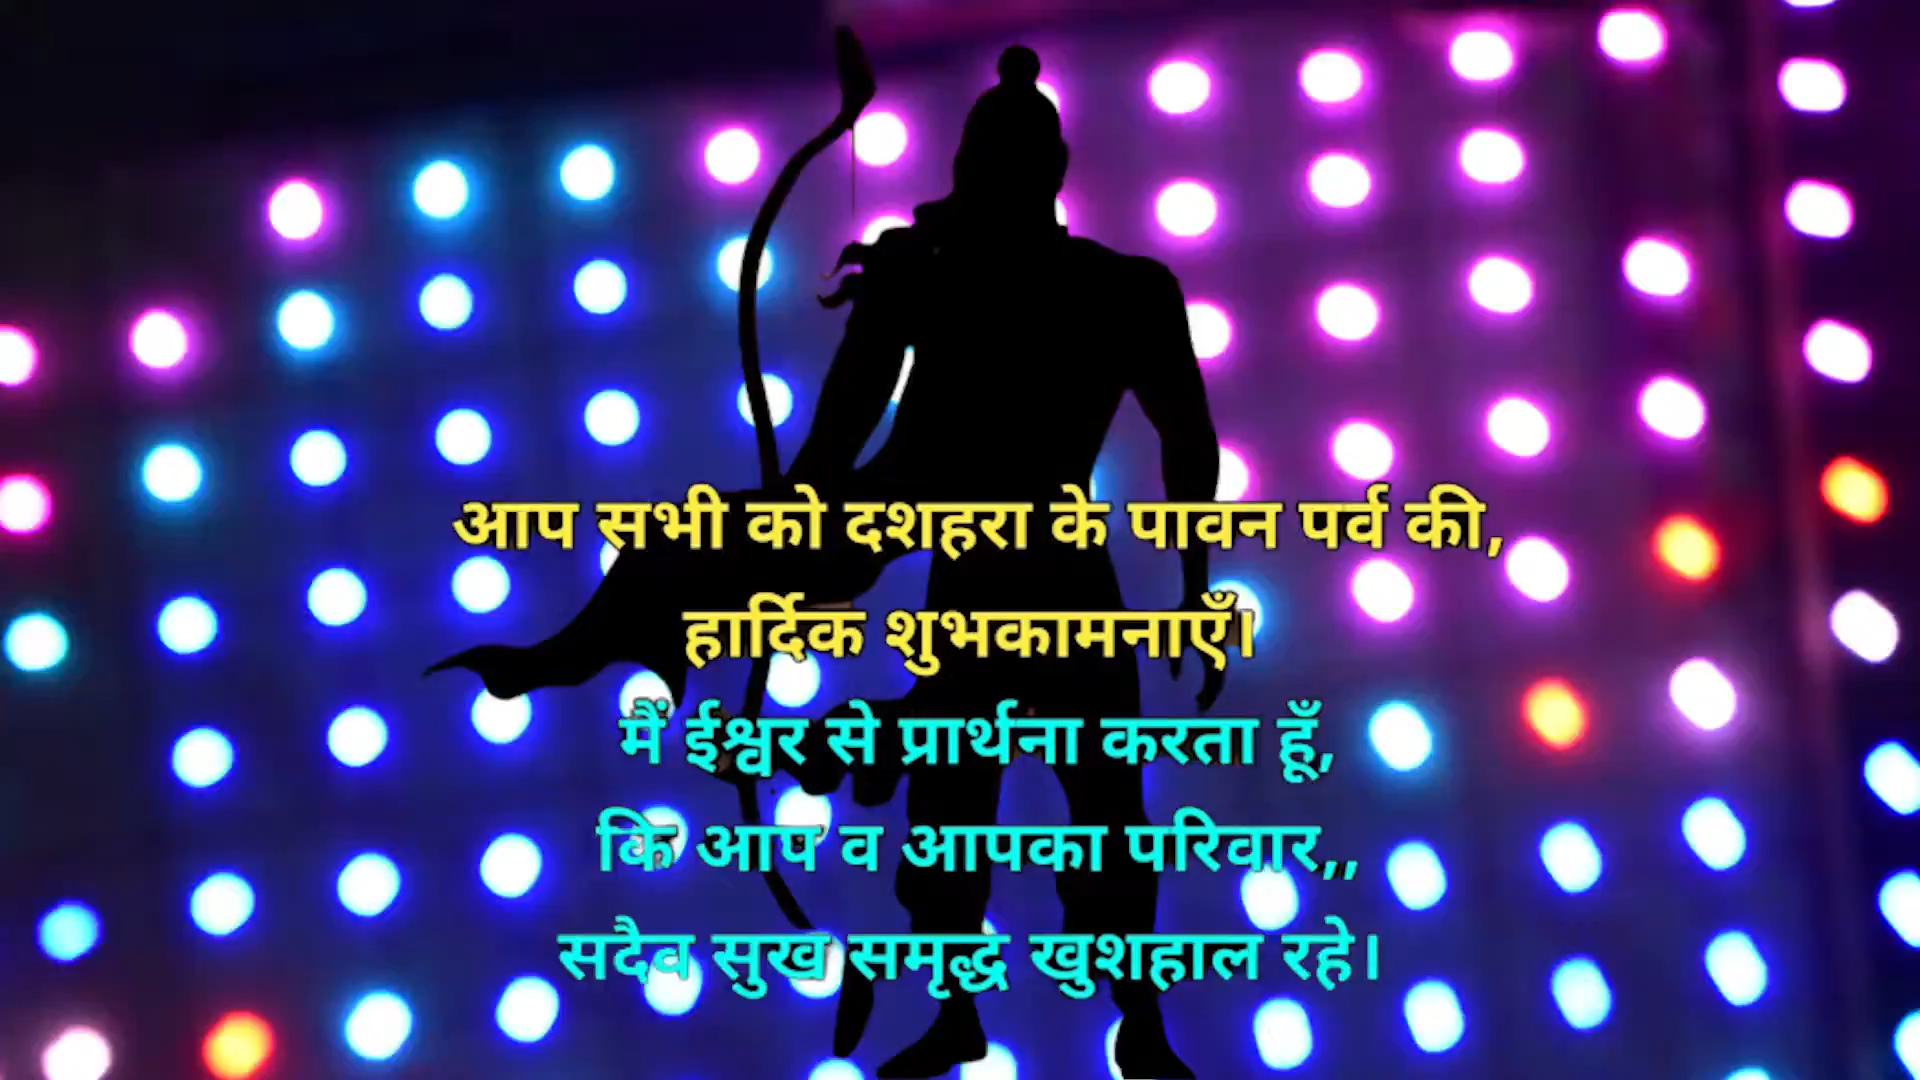 आप सभी को दशहरा के पावन पर्व की,
हार्दिक शुभकामनाएँ।
मैं ईश्वर से प्रार्थना करता हूँ,
कि आप व आपका परिवार,,
सदैव सुख समृद्ध खुशहाल रहे।